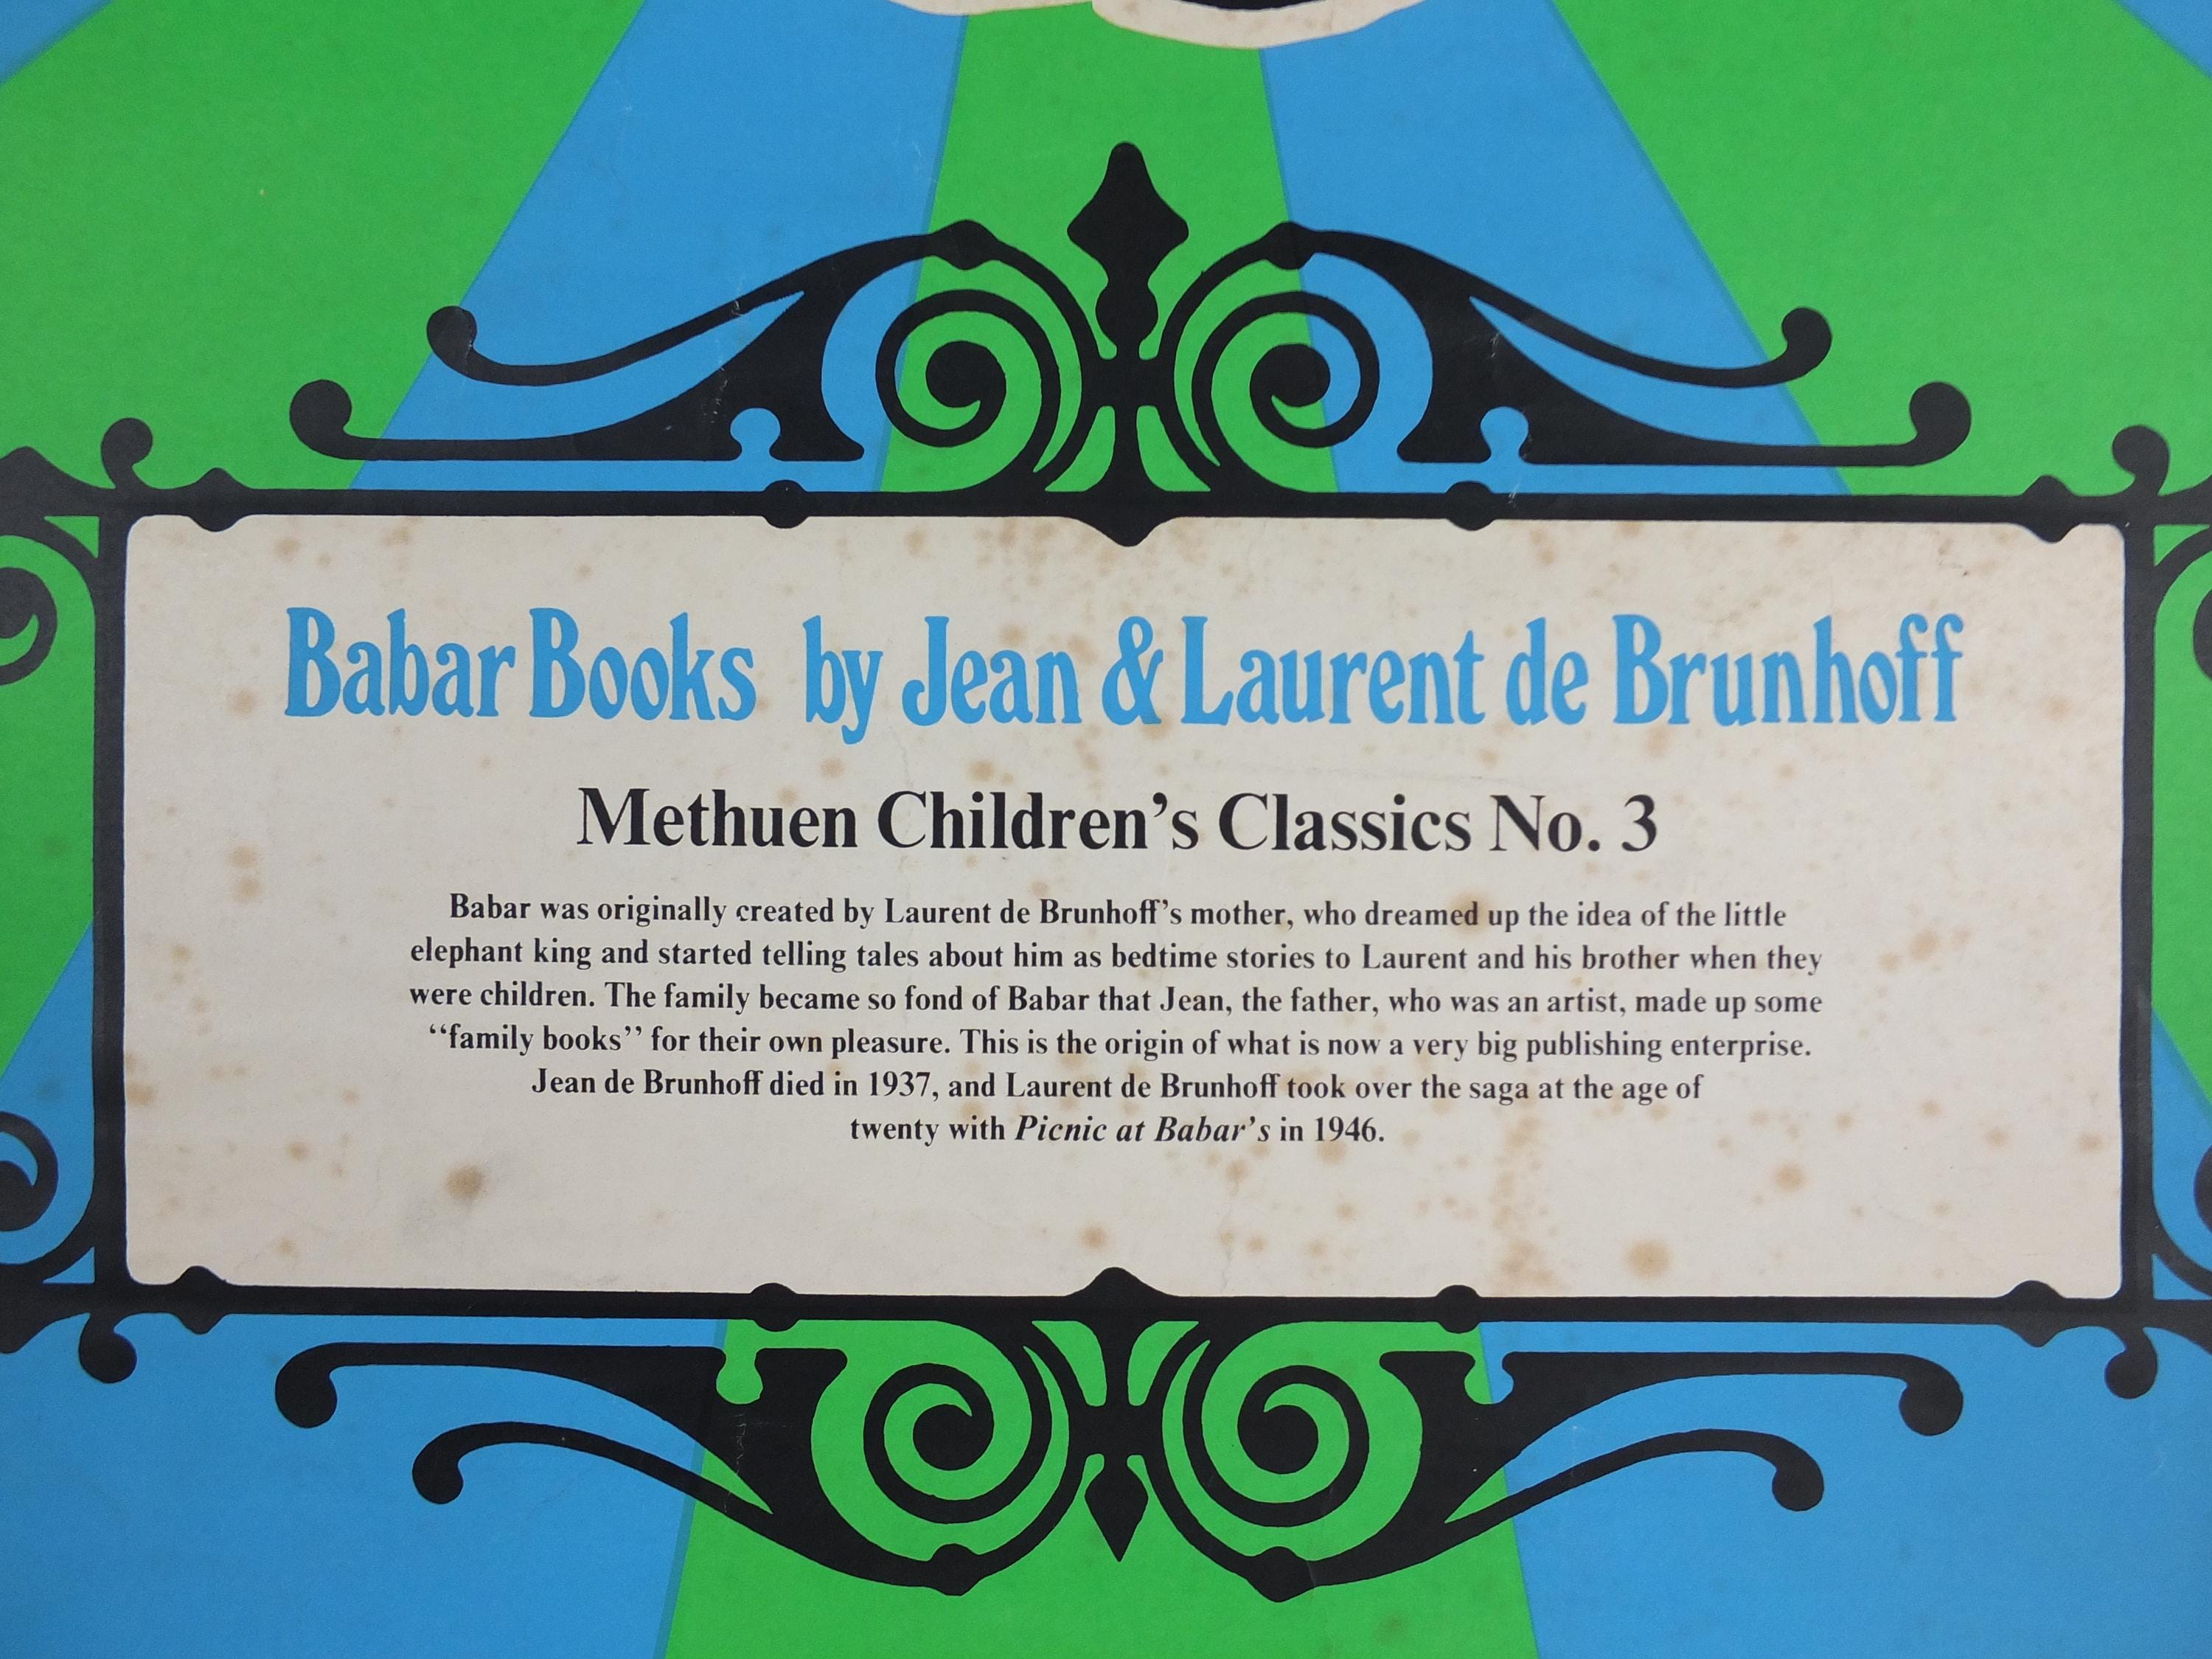 Babar Books by Jean & Laurent de Brunhoff
Methuen Children’s Classics No. 3
Babar was originally created by Laurent de Brunhoff’s mother, who dreamed up the idea of the little
elephant king and started telling tales about him as bedtime stories to Laurent and his brother when they
were children. The family became so fond of Babar that Jean, the father, who was an artist, made up some
“family books” for their own pleasure. This is the origin of what is now a very big publishing enterprise.
Jean de Brunhoff died in 1937, and Laurent de Brunhoff took over the saga at the age of
twenty with Picnic at Babar’s in 1946.